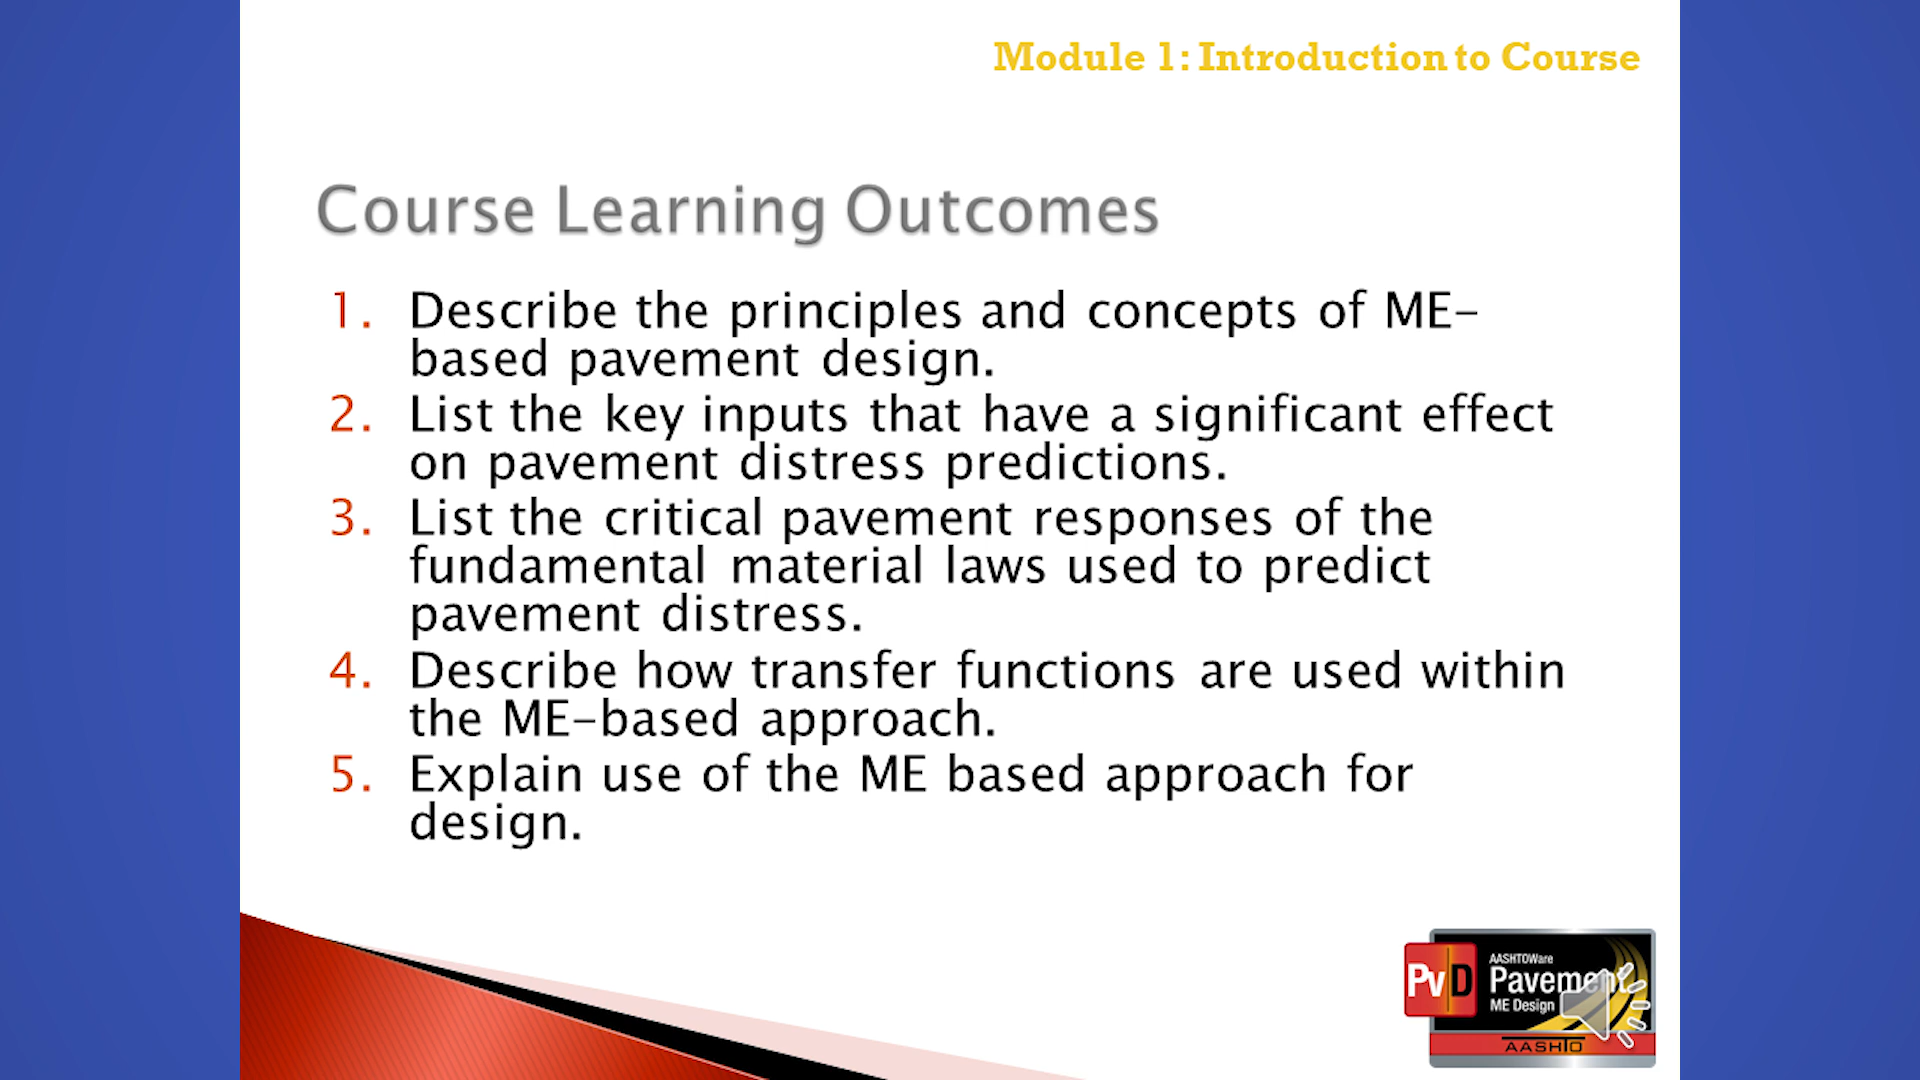 Module 1: Introduction to Course
Course Learning Outcomes
1. Describe the principles and concepts of ME-
based pavement design.
2. List the key inputs that have a significant effect
on pavement distress predictions.
3. List the critical pavement responses of the
fundamental material laws used to predict
pavement distress.
4. Describe how transfer functions are used within
the ME-based approach.
5. Explain use of the ME based approach for
design.
PvD
AASHTOWare
Pavement
ME Design
AASHTO